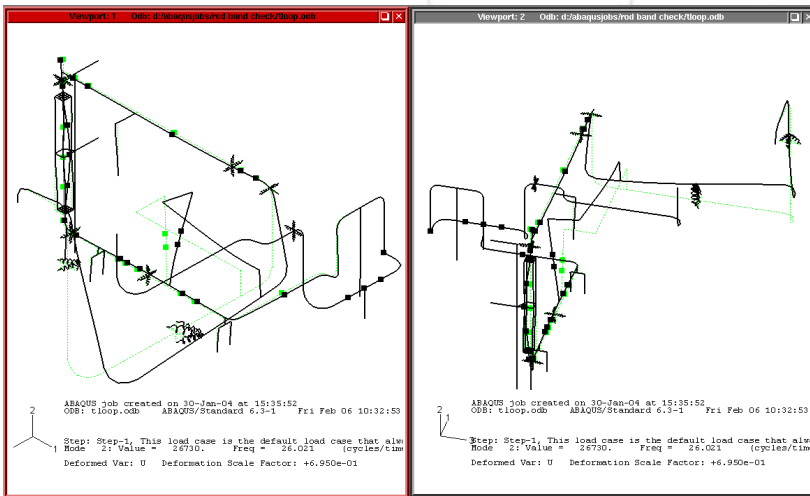 Viewport: 1 Odb: d:/abaqusjobs/rod band check/tloop.odb
2
1
ABAQUS job created on 30-Jan-04 at 15:35:52
ODB: tloop.odb ABAQUS/Standard 6.3-1 Fri Feb 06 10:32:53
Step: Step-1, This load case is the default load case that alw
Mode 2: Value = 26730. Freq = 26.021 (cycles/time
Deformed Var: U Deformation Scale Factor: +6.950e-01
Viewport: 2 Odb: d:/abaqusjobs/rod band check/tloop.odb
2
1
3
ABAQUS job created on 30-Jan-04 at 15:35:52
ODB: tloop.odb ABAQUS/Standard 6.3-1 Fri Feb 06 10:32:53
Step: Step-1, This load case is the default load case that alw
Mode 2: Value = 26730. Freq = 26.021 (cycles/time
Deformed Var: U Deformation Scale Factor: +6.950e-01